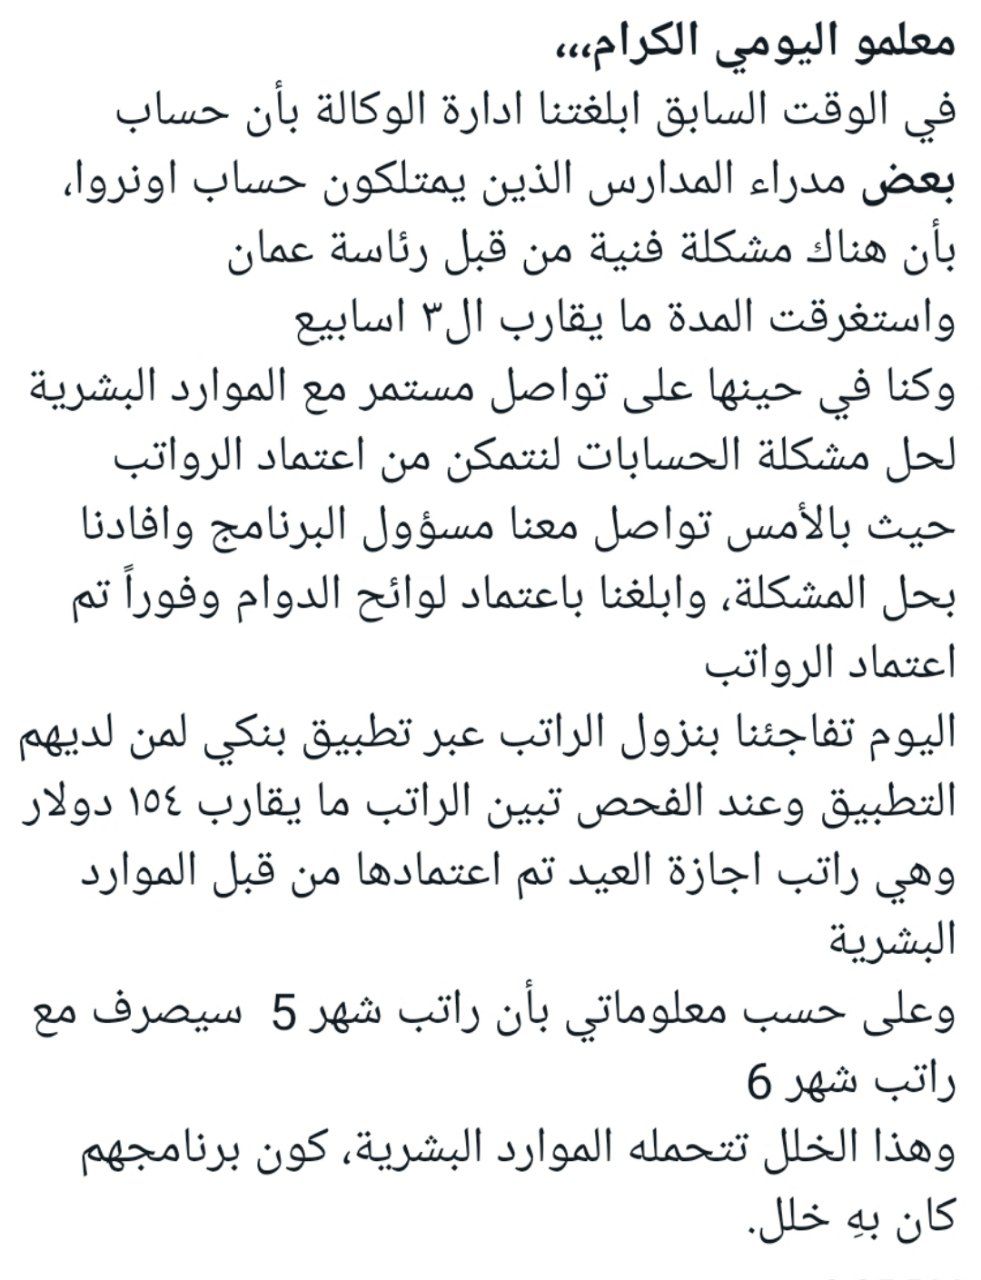 معلمو اليومي الكرام,,,
في الوقت السابق ابلغتنا ادارة الوكالة بأن حساب
بعض مدراء المدارس الذين يمتلكون حساب اونروا،
بأن هناك مشكلة فنية من قبل رئاسة عمان
واستغرقت المدة ما يقارب ال٣ اسابيع
وكنا في حينها على تواصل مستمر مع الموارد البشرية
لحل مشكلة الحسابات لنتمكن من اعتماد الرواتب
حيث بالأمس تواصل معنا مسؤول البرنامج وافادنا
بحل المشكلة، وابلغنا باعتماد لوائح الدوام وفوراً تم
اعتماد الرواتب
اليوم تفاجئنا بنزول الراتب عبر تطبيق بنكي لمن لديهم
التطبيق وعند الفحص تبين الراتب ما يقارب ١٥٤ دولار
وهي راتب اجازة العيد تم اعتمادها من قبل الموارد
البشرية
وعلى حسب معلوماتي بأن راتب شهر 5 سيصرف مع
راتب شهر 6
وهذا الخلل تتحمله الموارد البشرية، كون برنامجهم
كان بهِ خلل.